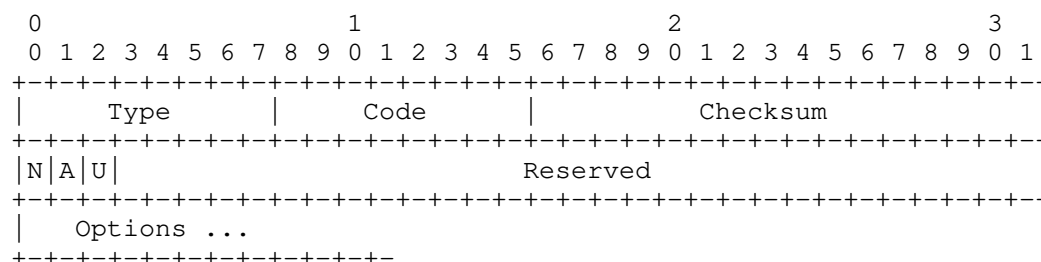 0                   1                   2                   3
 0 1 2 3 4 5 6 7 8 9 0 1 2 3 4 5 6 7 8 9 0 1 2 3 4 5 6 7 8 9 0 1
+-+-+-+-+-+-+-+-+-+-+-+-+-+-+-+-+-+-+-+-+-+-+-+-+-+-+-+-+-+-+-+--
|     Type      |     Code      |          Checksum
+-+-+-+-+-+-+-+-+-+-+-+-+-+-+-+-+-+-+-+-+-+-+-+-+-+-+-+-+-+-+-+--
|N|A|U|                         Reserved
+-+-+-+-+-+-+-+-+-+-+-+-+-+-+-+-+-+-+-+-+-+-+-+-+-+-+-+-+-+-+-+--
|   Options ...
+-+-+-+-+-+-+-+-+-+-+-+-